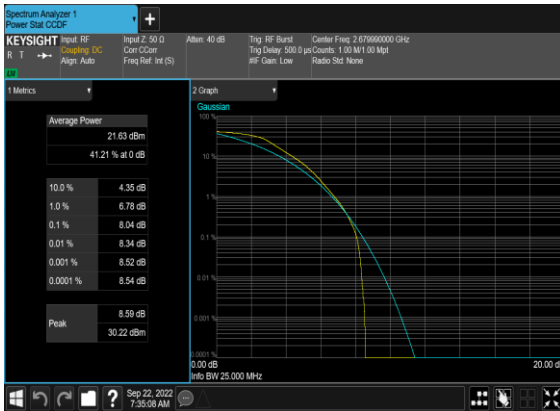 Spectrum Analyzer 1
Power Stat CCDF
+
KEYSIGHT
R T
LXI
Input: RF
Coupling: DC
Align: Auto
Input Z: 50 Ω
Corr CCorr
Freq Ref: Int (S)
Atten: 40 dB
Trig: RF Burst
Trig Delay: 500.0 µs
#IF Gain: Low
Center Freq: 2.679990000 GHz
Counts: 1.00 M/1.00 Mpt
Radio Std: None
1 Metrics
Average Power
21.63 dBm
41.21 % at 0 dB
10.0 % 4.35 dB
1.0 % 6.78 dB
0.1 % 8.04 dB
0.01 % 8.34 dB
0.001 % 8.52 dB
0.0001 % 8.54 dB
Peak
8.59 dB
30.22 dBm
2 Graph
Gaussian
100 %
10 %
1 %
0.1 %
0.01 %
0.001 %
0.0001 %
0.00 dB
20.00 d
Info BW 25.000 MHz
?
Sep 22, 2022
7:35:08 AM